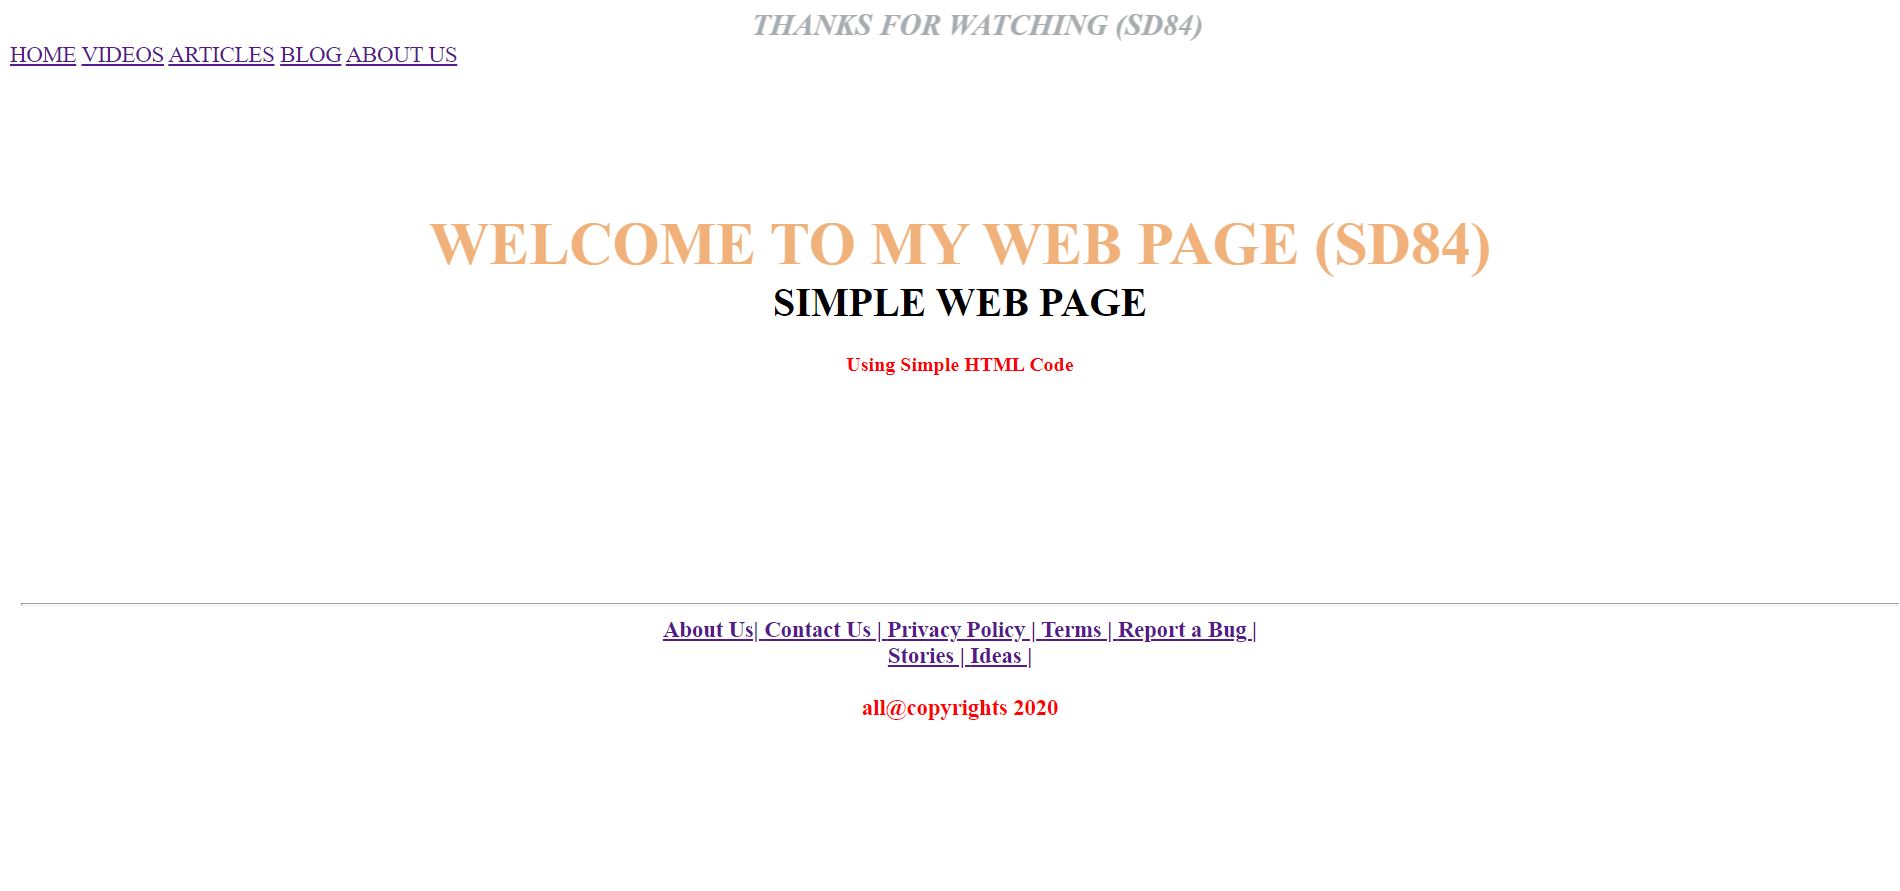 THANKS FOR WATCHING (SD84)
HOME VIDEOS ARTICLES BLOG ABOUT US
WELCOME TO MY WEB PAGE (SD84)
SIMPLE WEB PAGE
Using Simple HTML Code
About Us| Contact Us | Privacy Policy | Terms | Report a Bug |
Stories | Ideas |
all@copyrights 2020